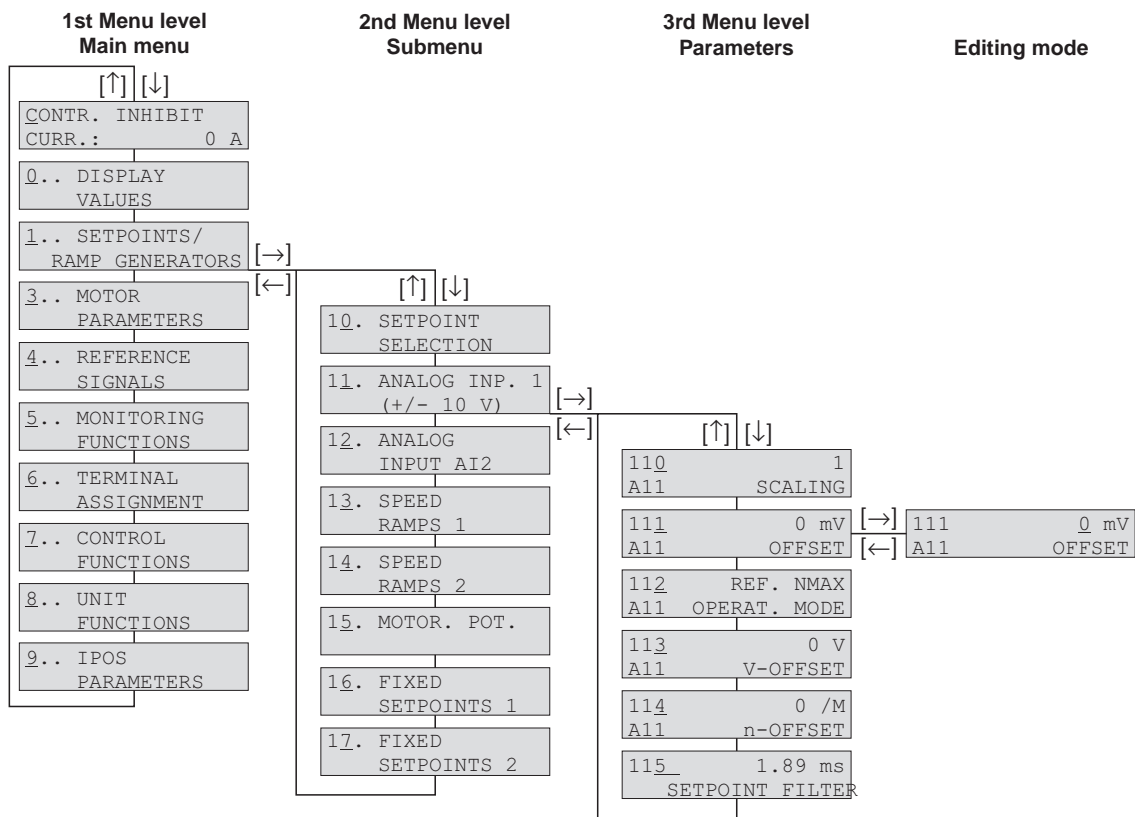 1st Menu level
Main menu
[↑] [↓]
CONTR. INHIBIT
CURR.: 0 A
0.. DISPLAY
VALUES
1.. SETPOINTS/
RAMP GENERATORS
[→]
[←]
3.. MOTOR
PARAMETERS
4.. REFERENCE
SIGNALS
5.. MONITORING
FUNCTIONS
6.. TERMINAL
ASSIGNMENT
7.. CONTROL
FUNCTIONS
8.. UNIT
FUNCTIONS
9.. IPOS
PARAMETERS
2nd Menu level
Submenu
[↑] [↓]
10. SETPOINT
SELECTION
11. ANALOG INP. 1
(+/- 10 V)
[→]
[←]
12. ANALOG
INPUT AI2
13. SPEED
RAMPS 1
14. SPEED
RAMPS 2
15. MOTOR. POT.
16. FIXED
SETPOINTS 1
17. FIXED
SETPOINTS 2
3rd Menu level
Parameters
[↑] [↓]
110 1
A11 SCALING
111 0 mV
A11 OFFSET
[→]
[←]
112 REF. NMAX
A11 OPERAT. MODE
113 0 V
A11 V-OFFSET
114 0 /M
A11 n-OFFSET
115 1.89 ms
SETPOINT FILTER
Editing mode
111 0 mV
A11 OFFSET